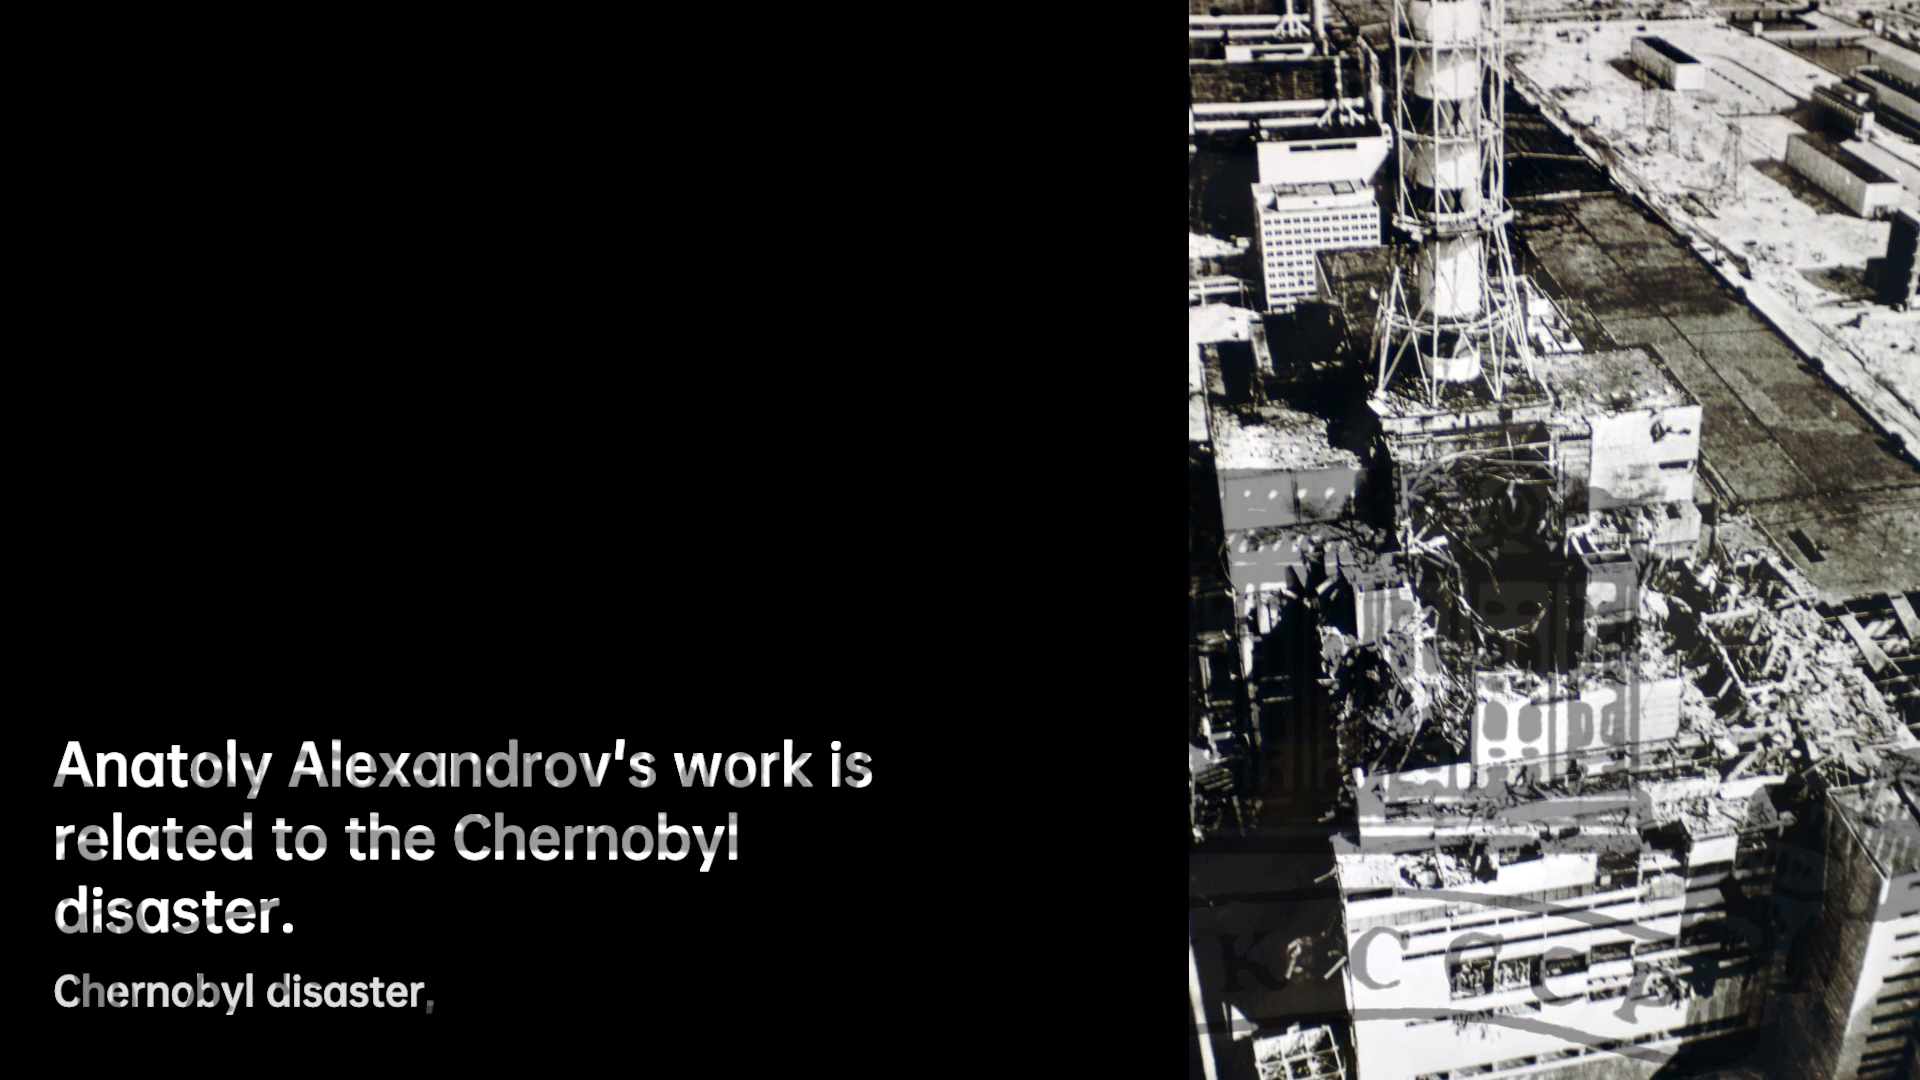 Anatoly Alexandrov's work is
related to the Chernobyl
disaster.
Chernobyl disaster,